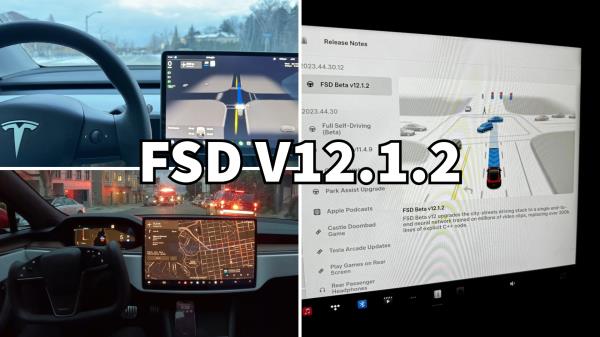 FSD V12.1.2
Release Notes
2023.44.30.12
FSD Beta v12.1.2
2023.44.30
Full Self-Driving
(Beta)
v11.4.9
Park Assist Upgrade
Apple Podcasts
Castle Doombad
Game
Tesla Arcade Updates
Play Games on Rear
Screen
Rear Passenger
Headphones
FSD Beta v12.1.2
FSD Beta v12 upgrades the city-streets driving stack to a single end-to-
end neural network trained on millions of video clips, replacing over 300k
lines of explicit C++ code.